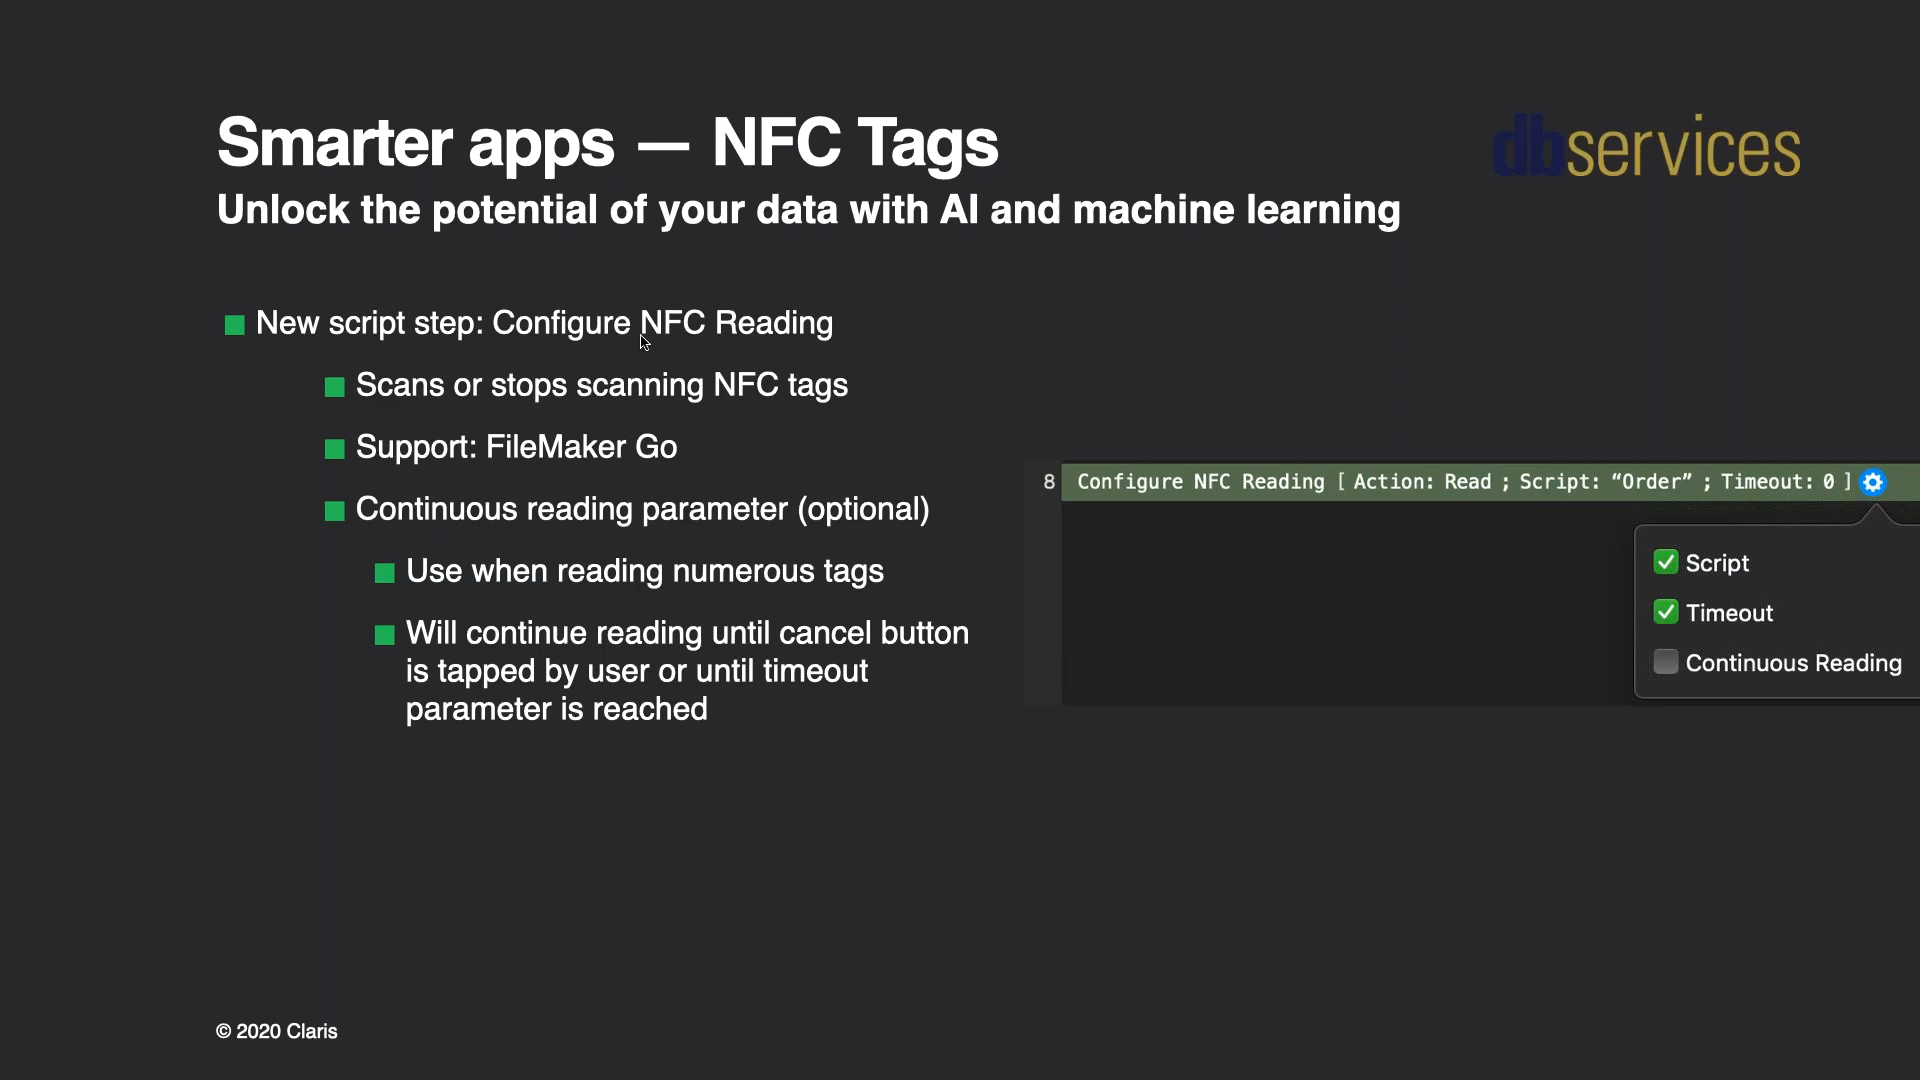 Smarter apps — NFC Tags
dbservices
Unlock the potential of your data with AI and machine learning
New script step: Configure NFC Reading
Scans or stops scanning NFC tags
Support: FileMaker Go
Continuous reading parameter (optional)
Use when reading numerous tags
Will continue reading until cancel button
is tapped by user or until timeout
parameter is reached
8 Configure NFC Reading [ Action: Read ; Script: “Order” ; Timeout: 0 ]
Script
Timeout
Continuous Reading
© 2020 Claris